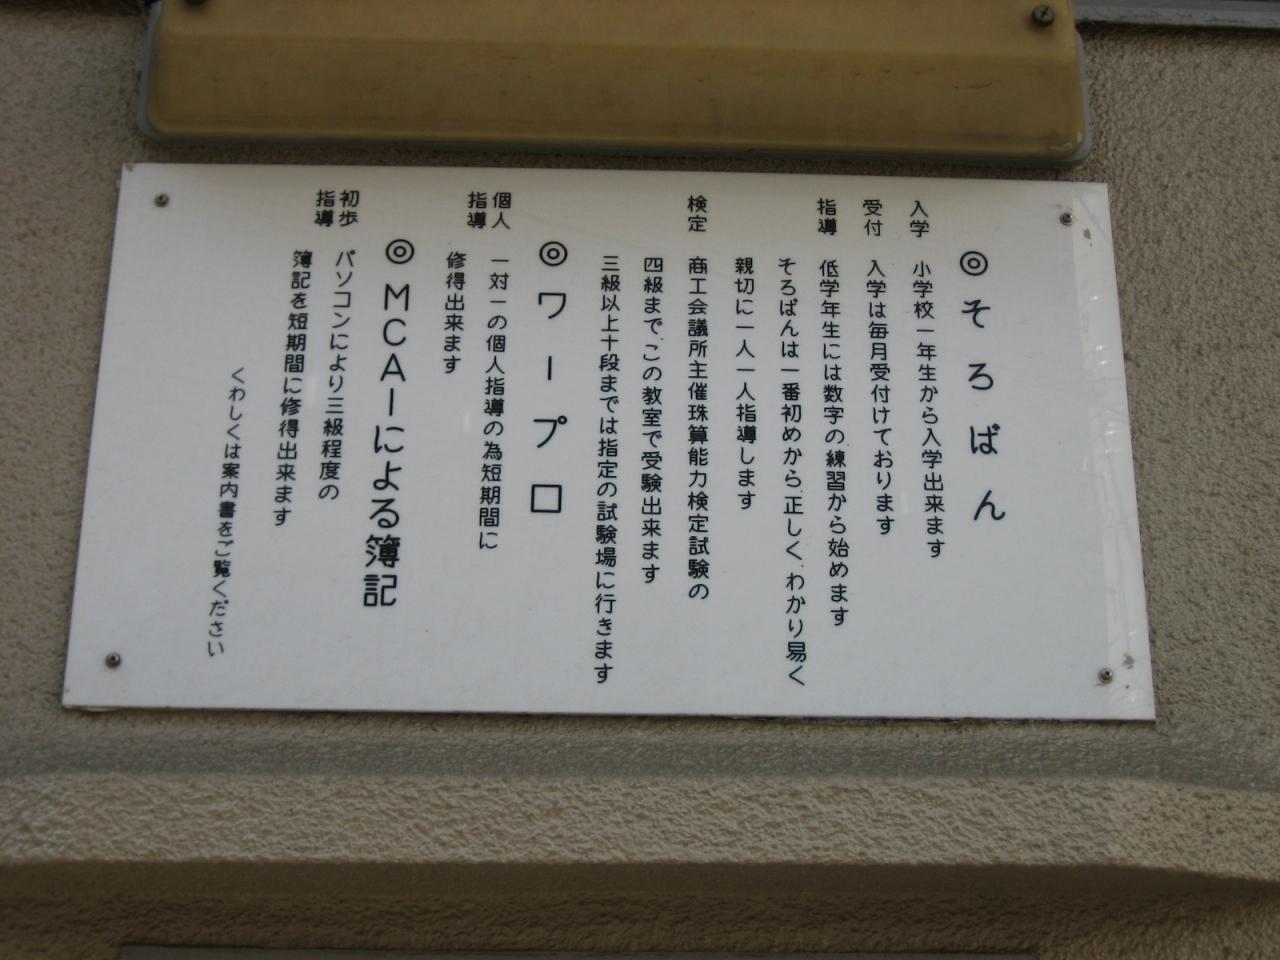 ◎そろばん
入学 小学校一年生から入学出来ます
受付 入学は毎月受付けております
指導 低学年生には数字の練習から始めます
そろばんは一番初めから正しくわかり易く
親切に一人一人指導します
検定 商工会議所主催珠算能力検定試験の
四級までこの教室で受験出来ます
三級以上十段までは指定の試験場に行きます
◎ワープロ
個人指導 一対一の個人指導の為短期間に
修得出来ます
◎MCAIによる簿記
初歩指導 パソコンにより三級程度の
簿記を短期間に修得出来ます
くわしくは案内書をご覧ください